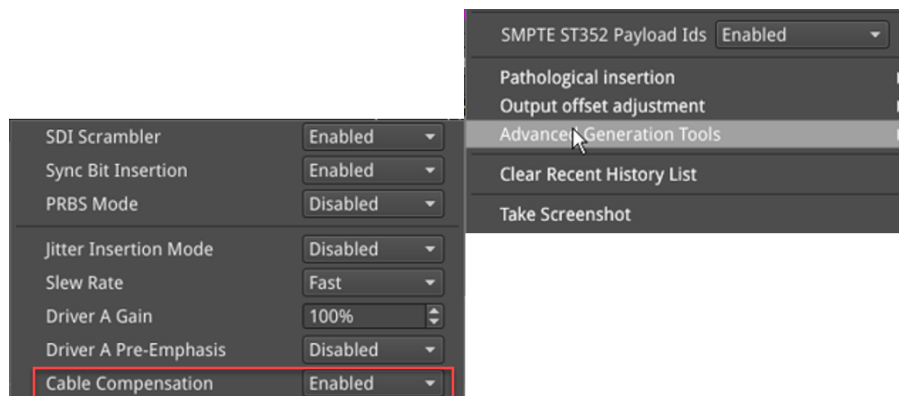 SMPTE ST352 Payload Ids Enabled
Pathological insertion
Output offset adjustment
Advanced Generation Tools
Clear Recent History List
Take Screenshot
SDI Scrambler Enabled
Sync Bit Insertion Enabled
PRBS Mode Disabled
Jitter Insertion Mode Disabled
Slew Rate Fast
Driver A Gain 100%
Driver A Pre-Emphasis Disabled
Cable Compensation Enabled